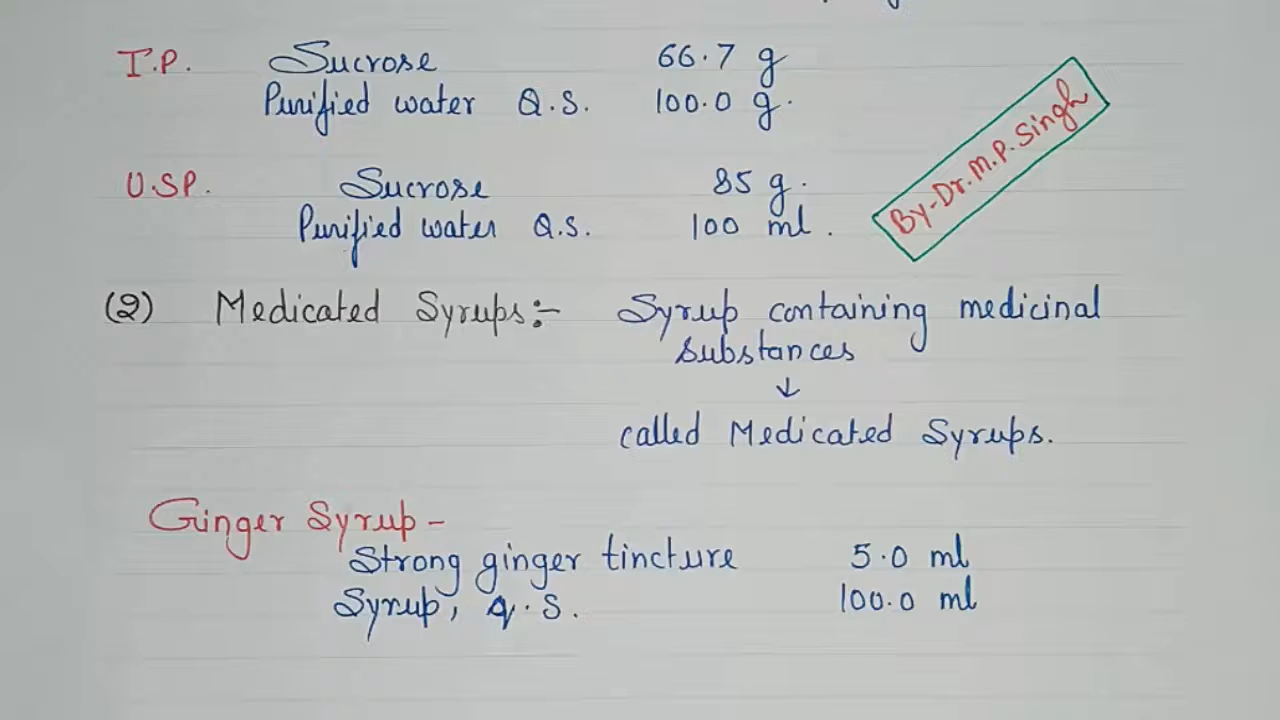 I.P. Sucrose 66.7 g
Purified water Q.S. 100.0 g.
U.SP. Sucrose 85 g.
Purified water Q.S. 100 ml.
By-Dr.M.P.Singh
(2) Medicated Syrups:- Syrup containing medicinal
substances
↓
called Medicated Syrups.
Ginger Syrup -
Strong ginger tincture 5.0 ml
Syrup, q.S. 100.0 ml